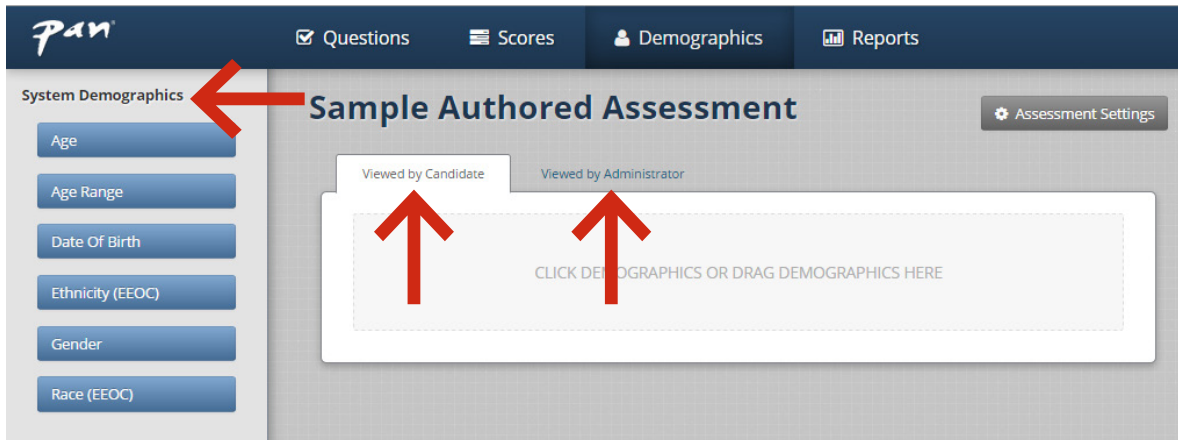 pan
Questions
Scores
Demographics
Reports
System Demographics
Age
Age Range
Date Of Birth
Ethnicity (EEOC)
Gender
Race (EEOC)
Sample Authored Assessment
Assessment Settings
Viewed by Candidate
Viewed by Administrator
CLICK DEMOGRAPHICS OR DRAG DEMOGRAPHICS HERE